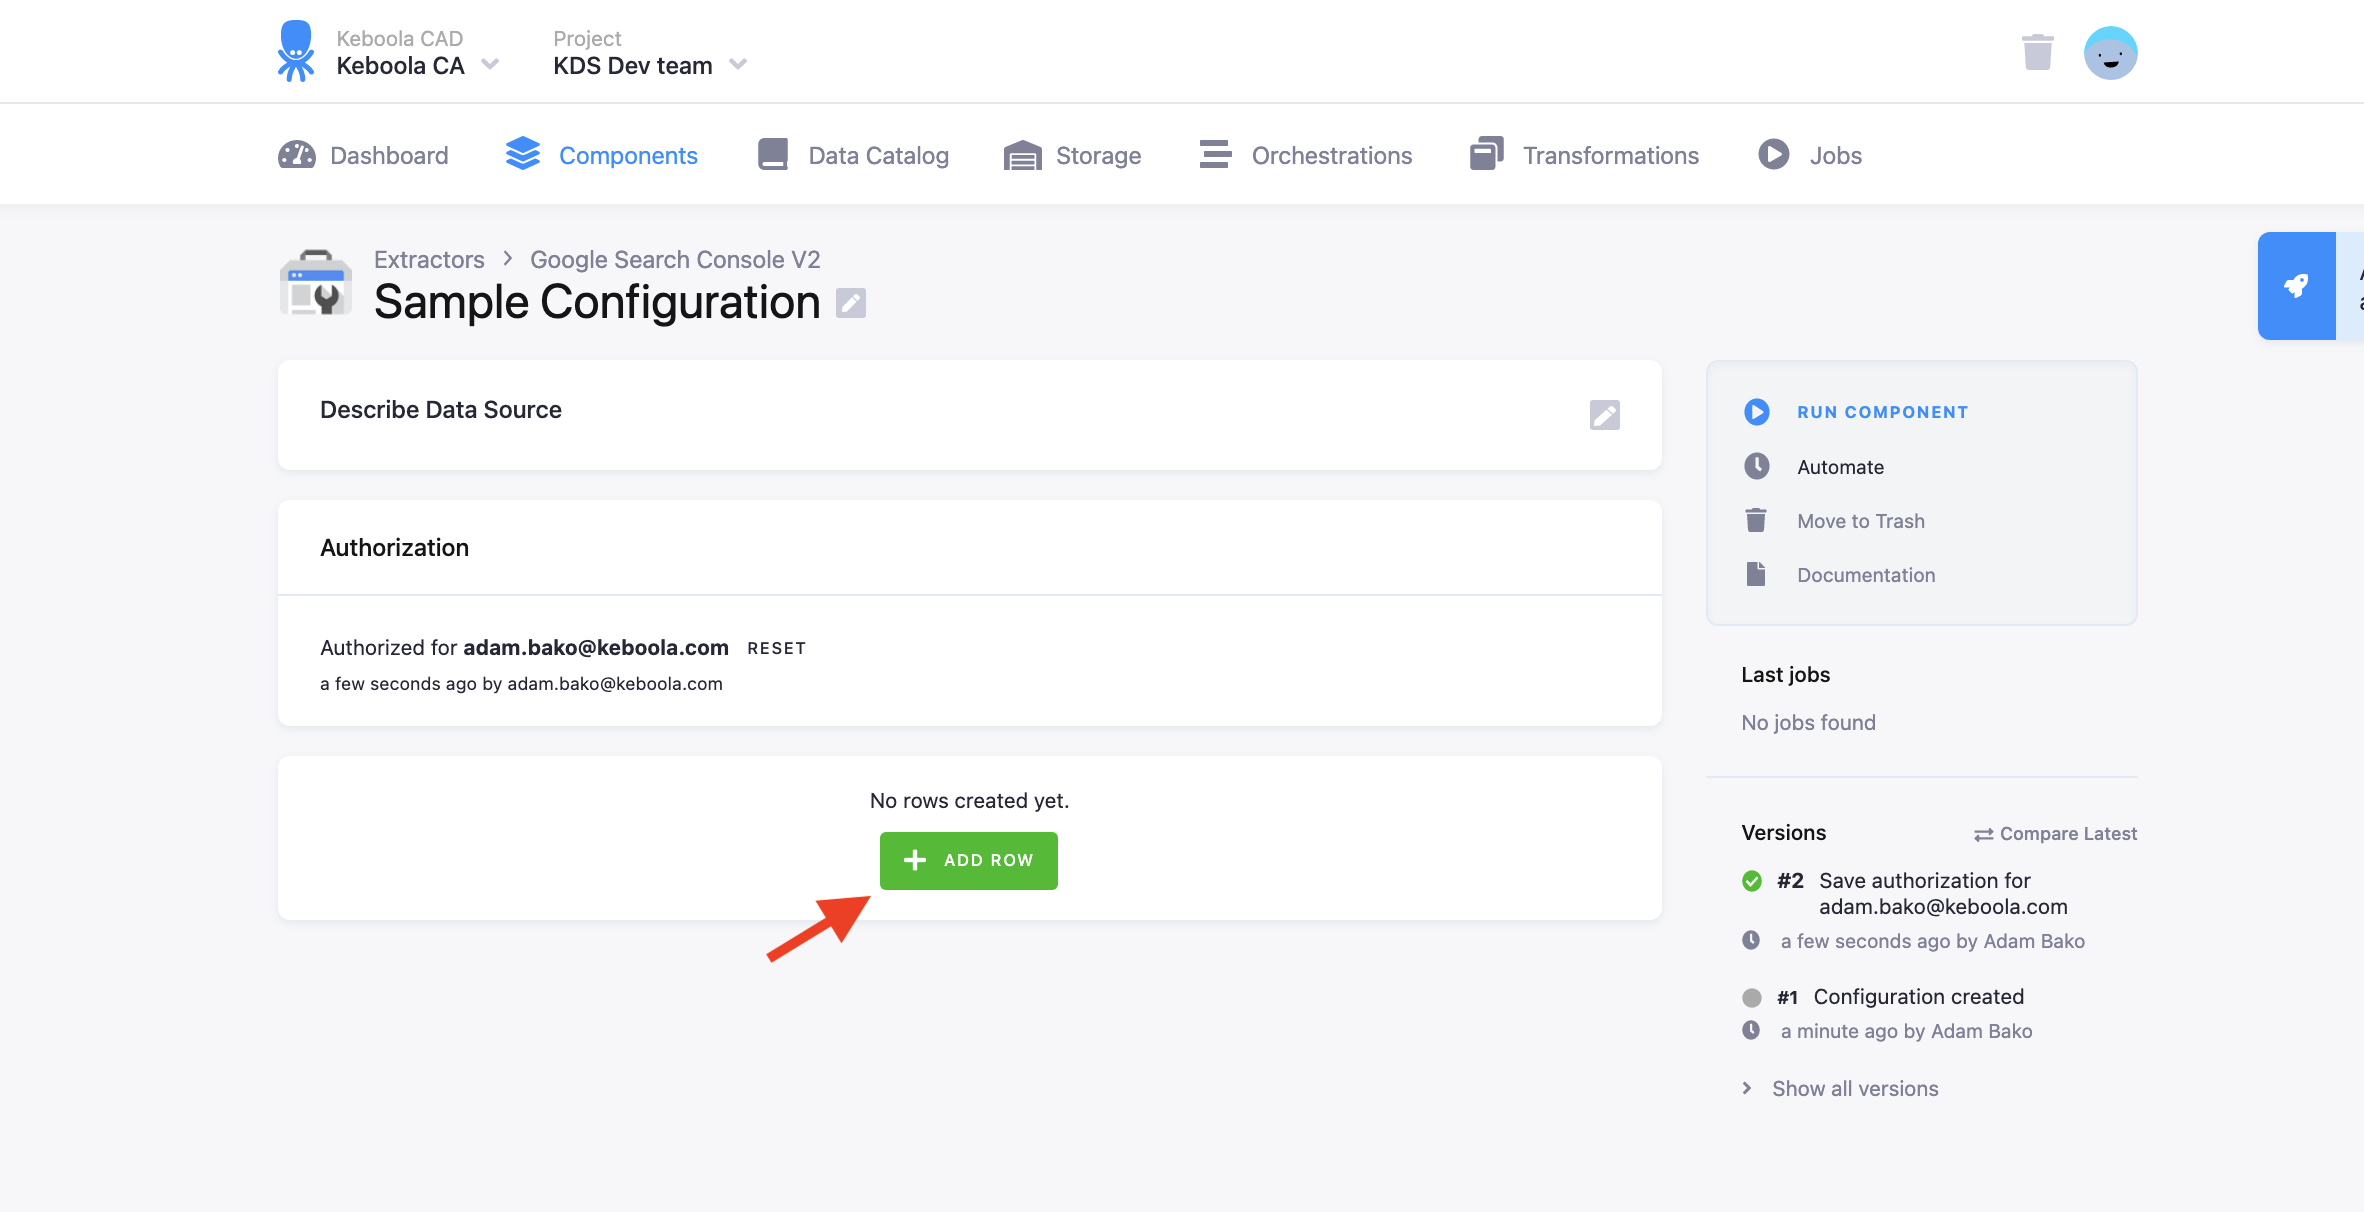 Keboola CAD
Keboola CA
Project
KDS Dev team
Dashboard
Components
Data Catalog
Storage
Orchestrations
Transformations
Jobs
Extractors > Google Search Console V2
Sample Configuration
Describe Data Source
Authorization
Authorized for adam.bako@keboola.com RESET
a few seconds ago by adam.bako@keboola.com
No rows created yet.
ADD ROW
RUN COMPONENT
Automate
Move to Trash
Documentation
Last jobs
No jobs found
Versions
Compare Latest
#2 Save authorization for
adam.bako@keboola.com
a few seconds ago by Adam Bako
#1 Configuration created
a minute ago by Adam Bako
Show all versions